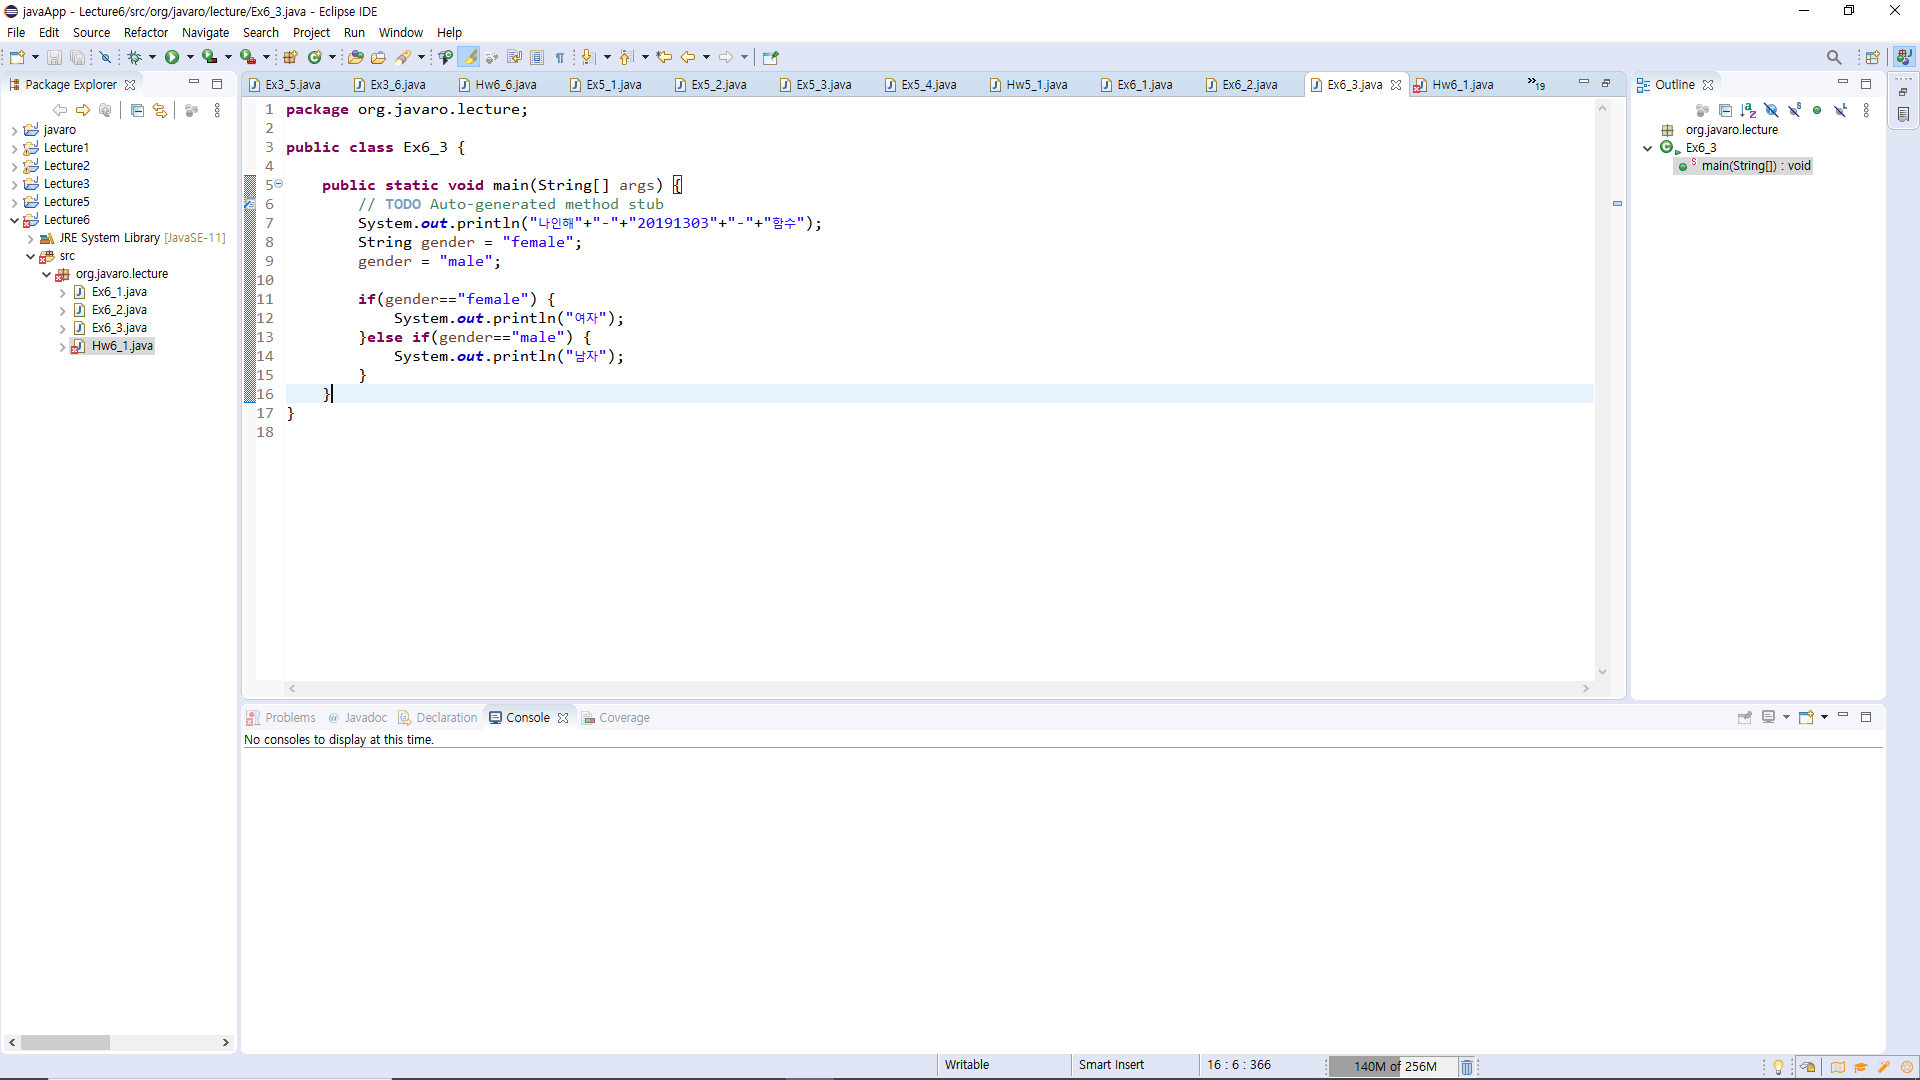 javaApp - Lecture6/src/org/javaro/lecture/Ex6_3.java - Eclipse IDE
File Edit Source Refactor Navigate Search Project Run Window Help
Package Explorer
javaro
Lecture1
Lecture2
Lecture3
Lecture5
Lecture6
JRE System Library [JavaSE-11]
src
org.javaro.lecture
Ex6_1.java
Ex6_2.java
Ex6_3.java
Hw6_1.java
Ex3_5.java Ex3_6.java Hw6_6.java Ex5_1.java Ex5_2.java Ex5_3.java Ex5_4.java Hw5_1.java Ex6_1.java Ex6_2.java Ex6_3.java Hw6_1.java »19
1 package org.javaro.lecture;
2
3 public class Ex6_3 {
4
5 public static void main(String[] args) {
6 // TODO Auto-generated method stub
7 System.out.println("나인해"+"-"+"20191303"+"-"+"함수");
8 String gender = "female";
9 gender = "male";
10
11 if(gender=="female") {
12 System.out.println("여자");
13 }else if(gender=="male") {
14 System.out.println("남자");
15 }
16 }
17 }
18
Outline
org.javaro.lecture
Ex6_3
main(String[]) : void
Problems @ Javadoc Declaration Console Coverage
No consoles to display at this time.
Writable Smart Insert 16 : 6 : 366 140M of 256M